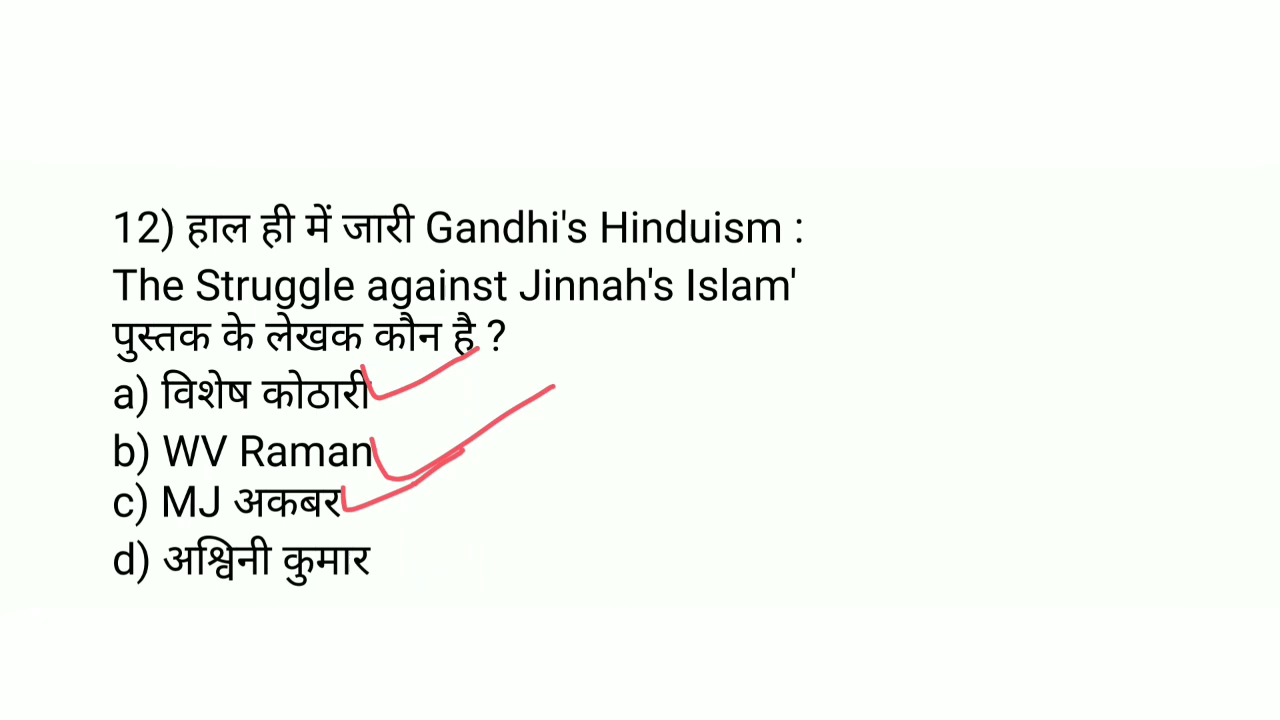 12) हाल ही में जारी Gandhi's Hinduism :
The Struggle against Jinnah's Islam'
पुस्तक के लेखक कौन है ?
a) विशेष कोठारी
b) WV Raman
c) MJ अकबर
d) अश्विनी कुमार